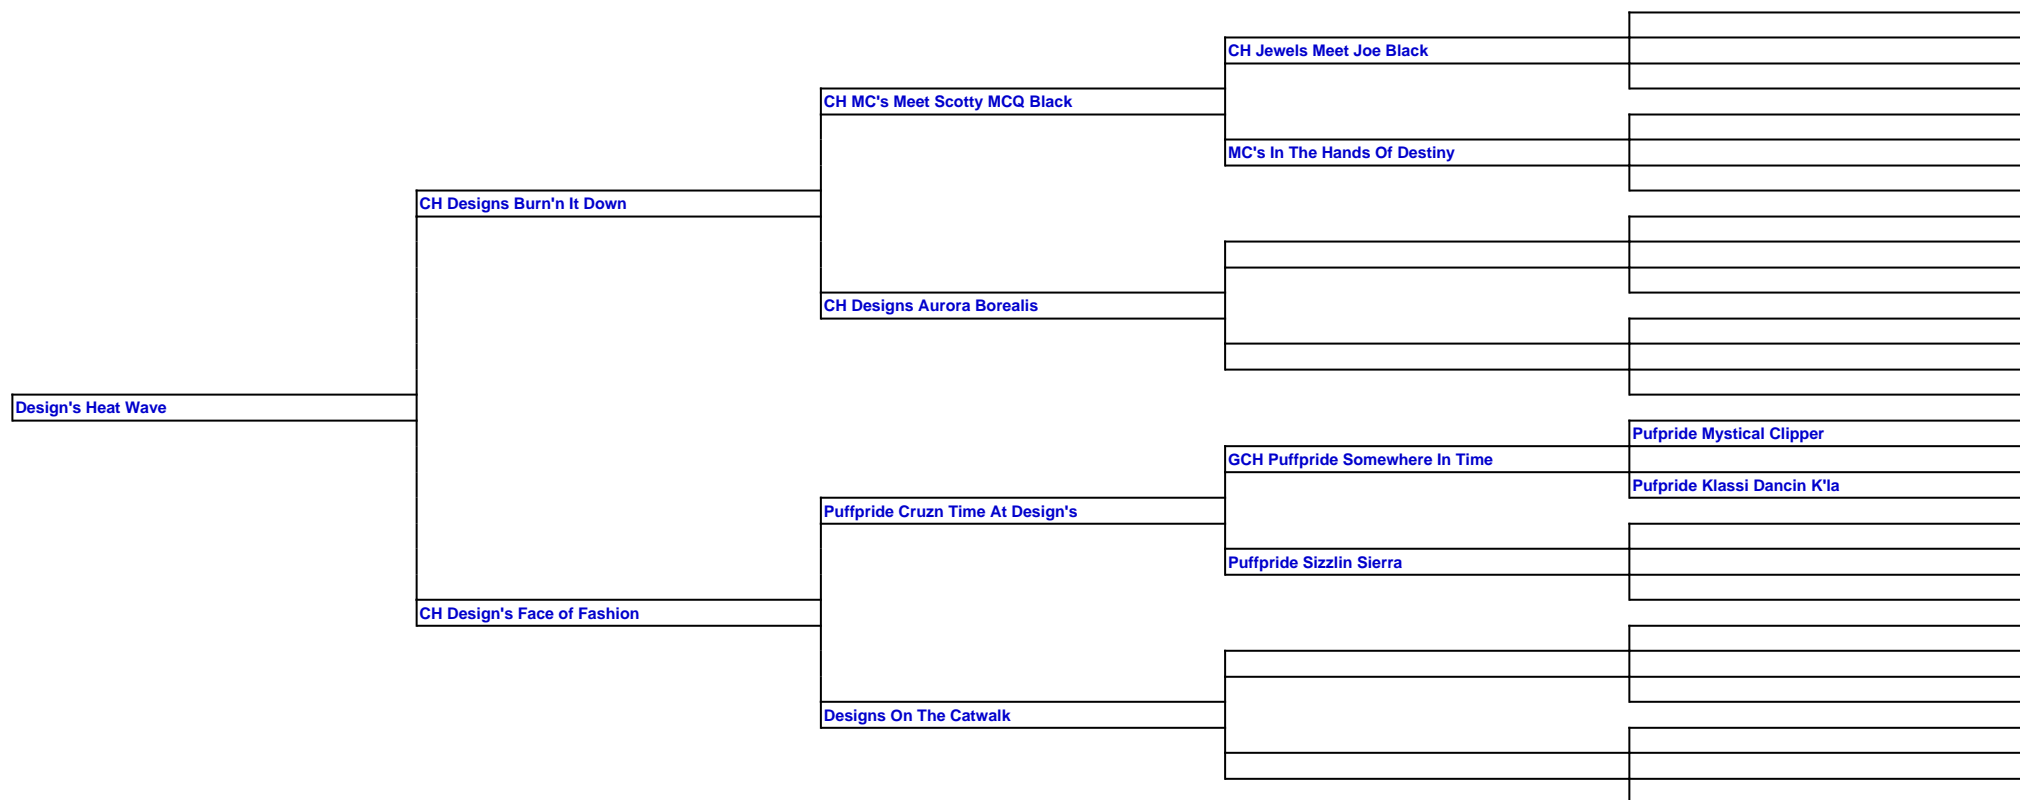 CH Jewels Meet Joe Black
CH MC's Meet Scotty MCQ Black
MC's In The Hands Of Destiny
CH Designs Burn'n It Down
CH Designs Aurora Borealis
Design's Heat Wave
Pufpride Mystical Clipper
GCH Puffpride Somewhere In Time
Pufpride Klassi Dancin K'la
Puffpride Cruzn Time At Design's
Puffpride Sizzlin Sierra
CH Design's Face of Fashion
Designs On The Catwalk